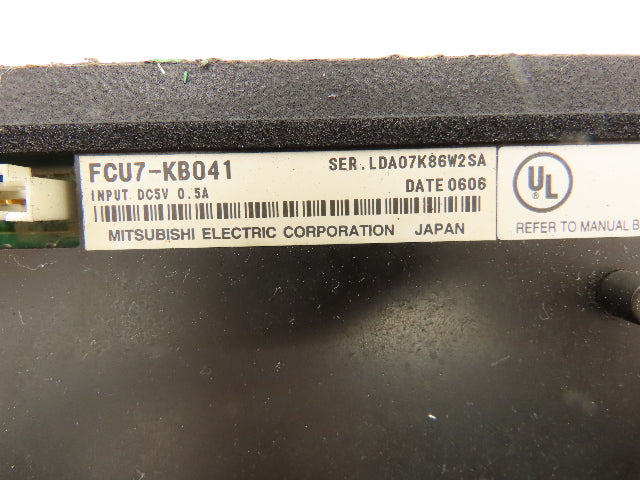 FCU7-KB041 SER.LDA07K86W2SA
INPUT DC5V 0.5A DATE 0606
MITSUBISHI ELECTRIC CORPORATION JAPAN
UL
®
REFER TO MANUAL B